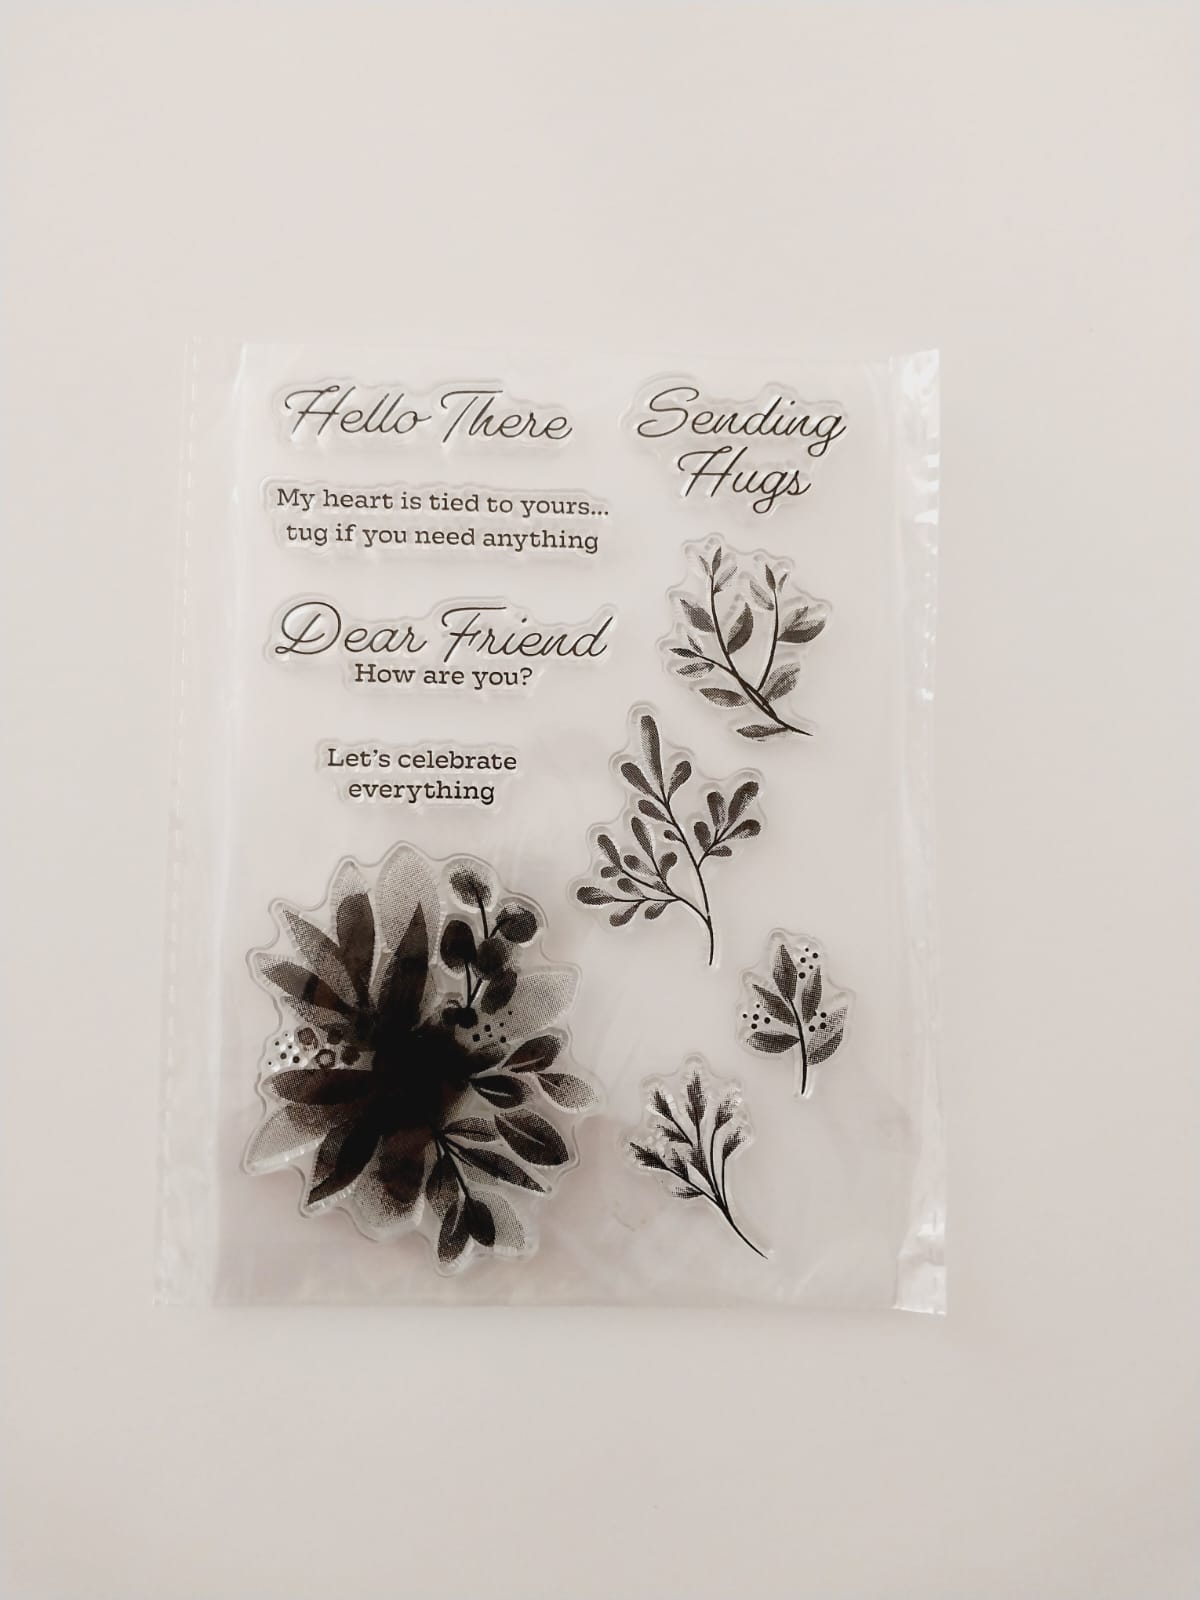 Hello There
Sending
Hugs
My heart is tied to yours...
tug if you need anything
Dear Friend
How are you?
Let's celebrate
everything